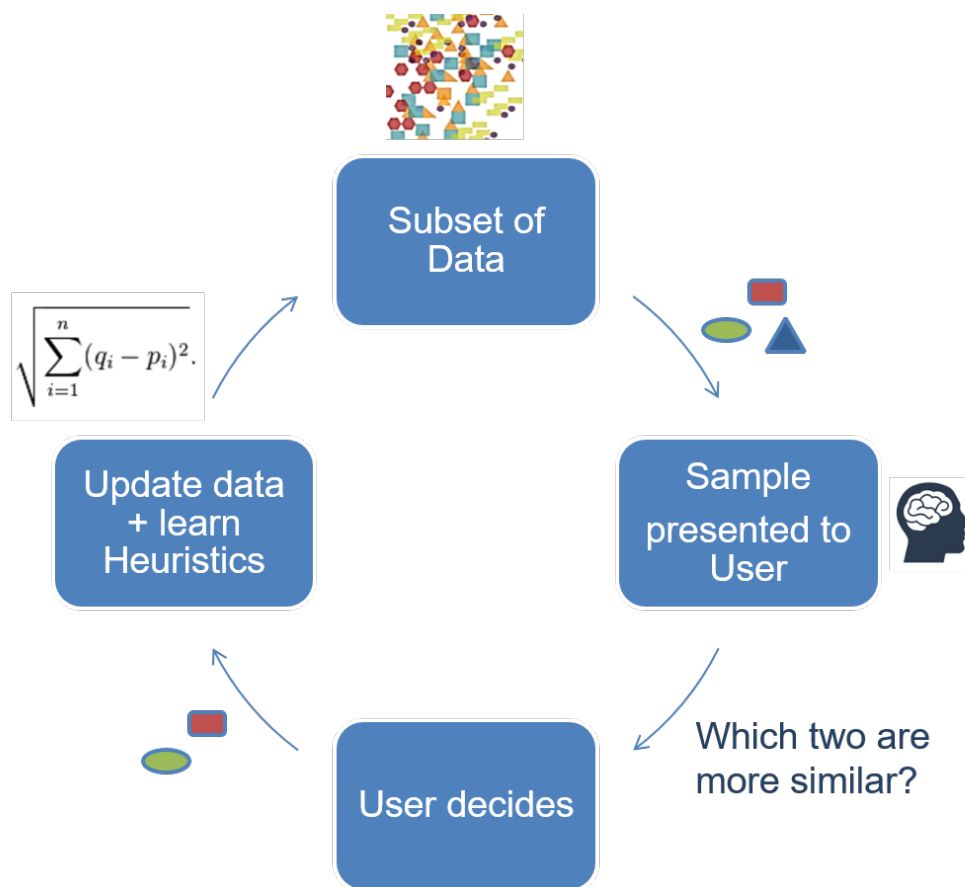 Subset of
Data
$\sqrt{\sum_{i=1}^{n}(q_i - p_i)^2}.$
Update data
+ learn
Heuristics
Sample
presented to
User
Which two are
more similar?
User decides